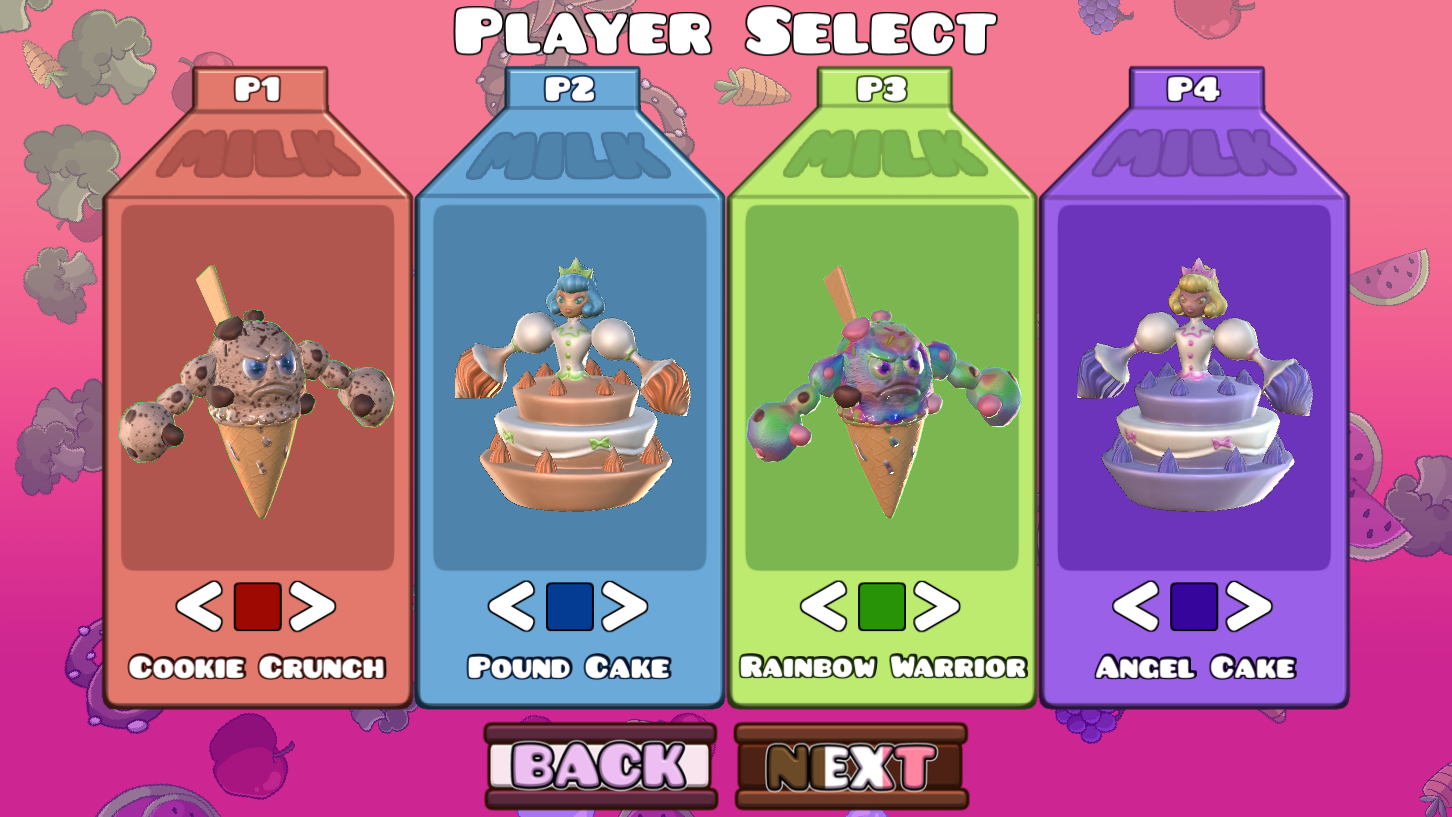 PLAYER SELECT
P1 P2 P3 P4
MILK MILK MILK MILK
COOKIE CRUNCH POUND CAKE RAINBOW WARRIOR ANGEL CAKE
BACK NEXT